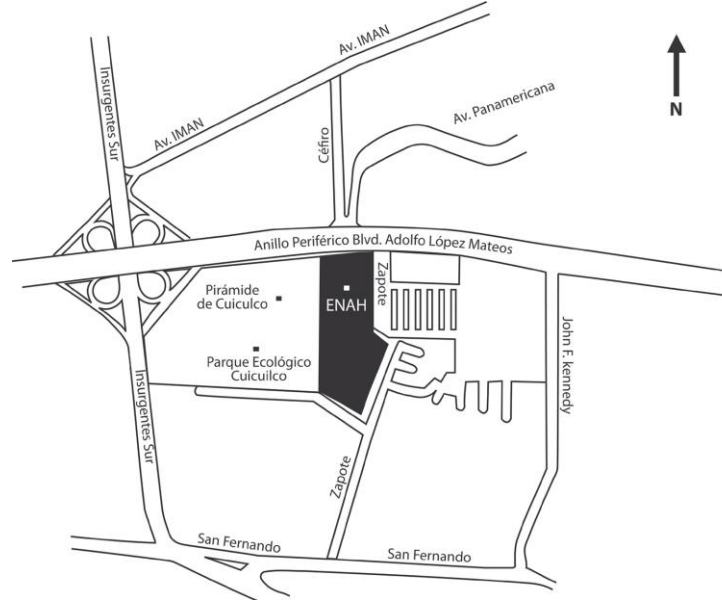 Av. IMAN
Insurgentes Sur
Av. IMAN
Céfiro
Av. Panamericana
N
Anillo Periférico Blvd. Adolfo López Mateos
Pirámide
de Cuiculco
ENAH
Zapote
Parque Ecológico
Cuicuilco
John F. kennedy
Insurgentes Sur
Zapote
San Fernando
San Fernando